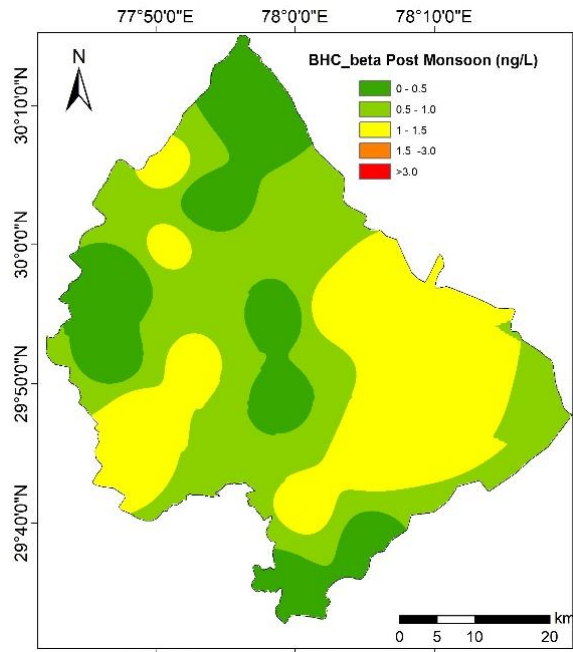 77°50'0"E 78°0'0"E 78°10'0"E
N
BHC_beta Post Monsoon (ng/L)
0 - 0.5
0.5 - 1.0
1 - 1.5
1.5 -3.0
>3.0
30°10'0"N
30°0'0"N
29°50'0"N
29°40'0"N
km
0 5 10 20